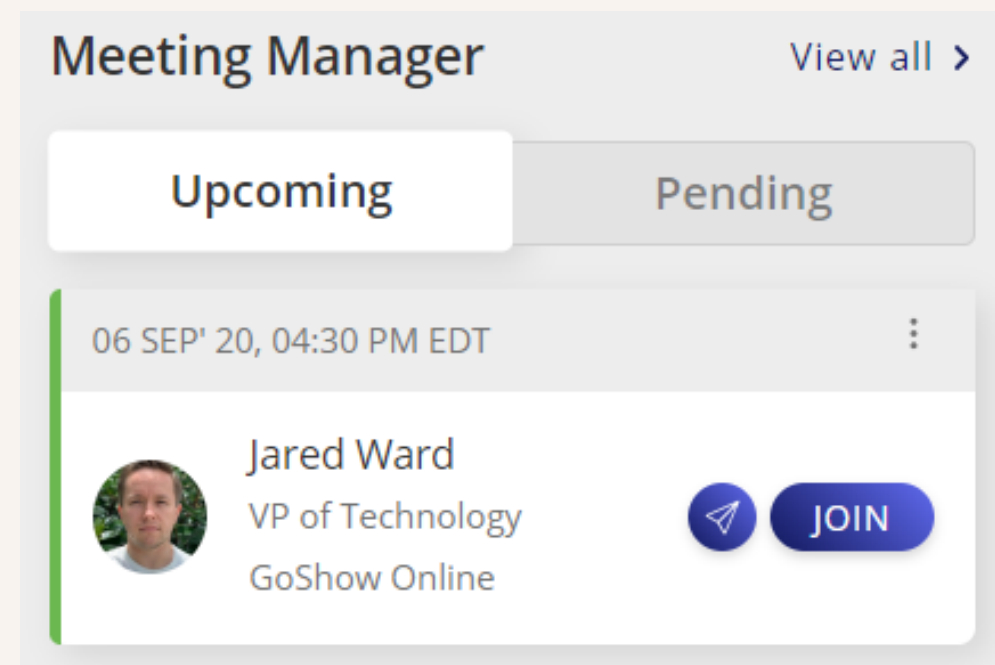 Meeting Manager
View all
Upcoming
Pending
06 SEP' 20, 04:30 PM EDT
Jared Ward
VP of Technology
GoShow Online
JOIN